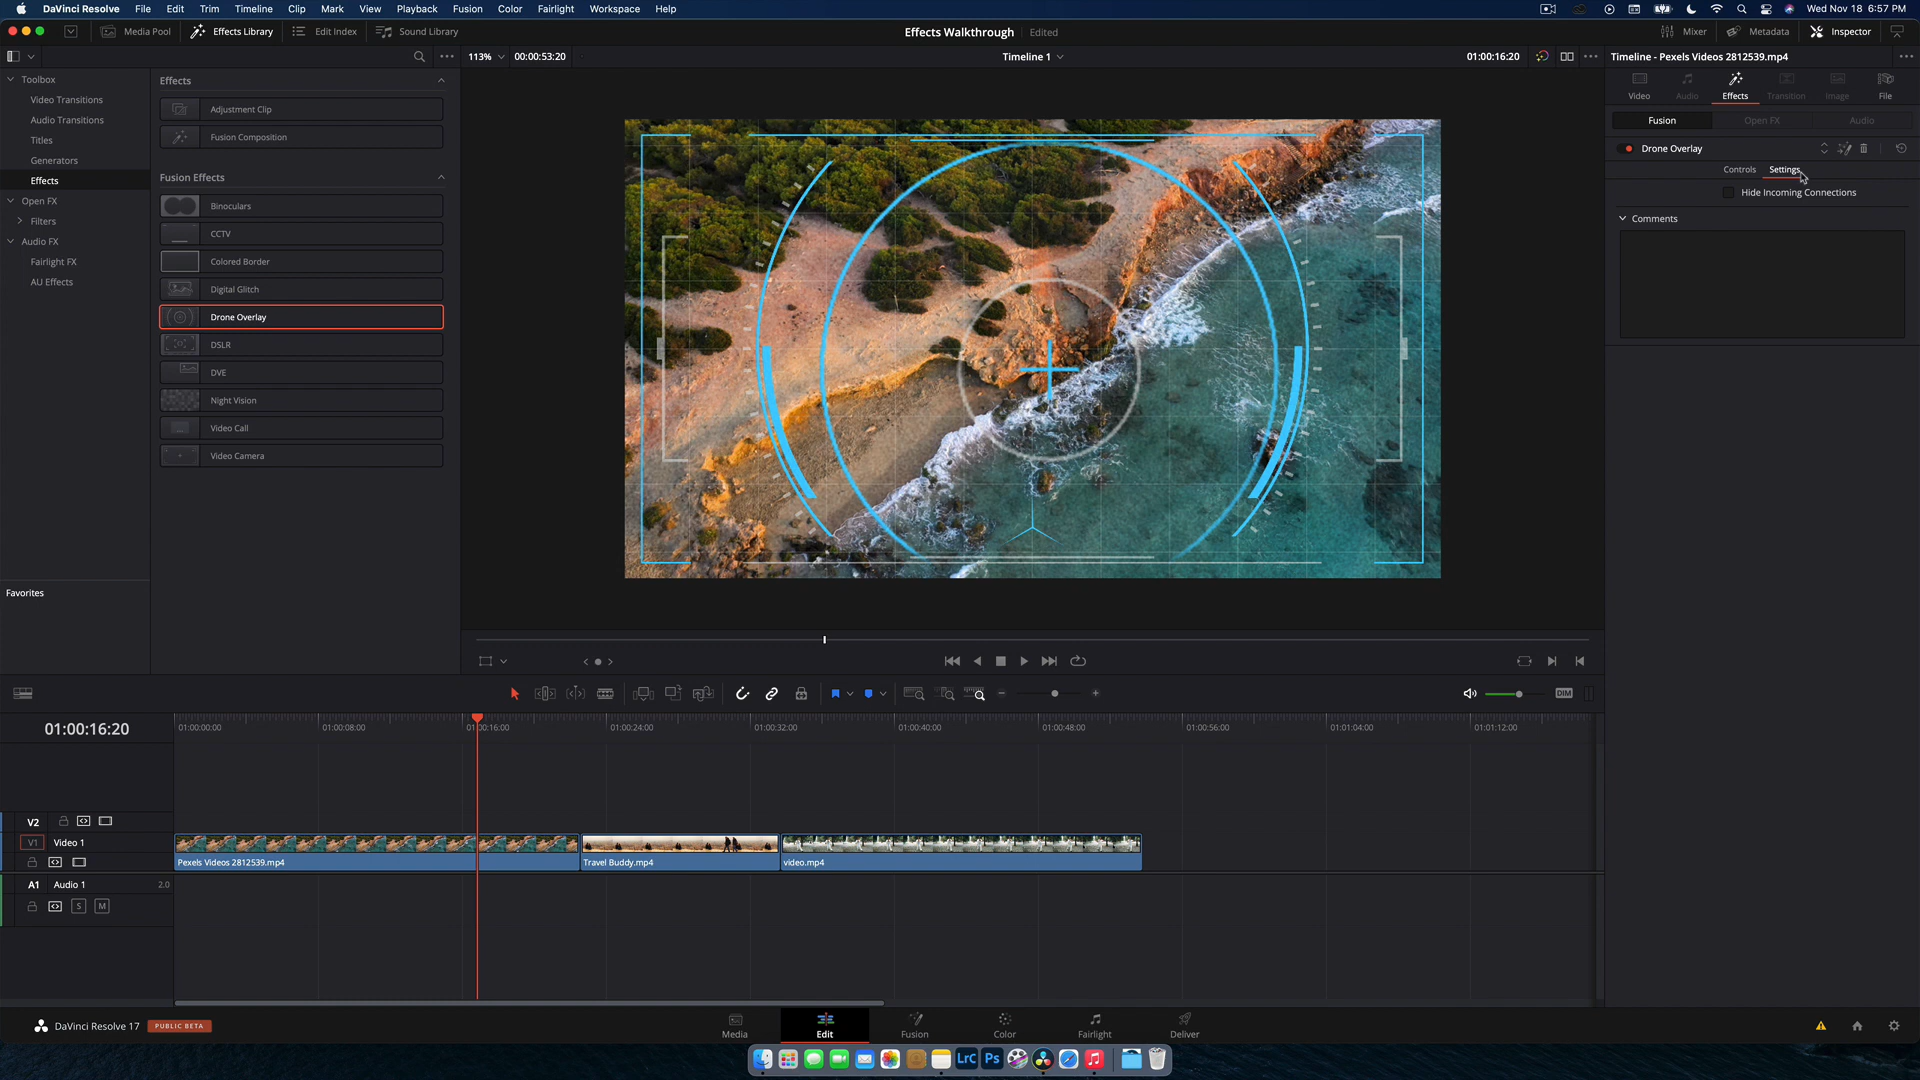 DaVinci Resolve File Edit Trim Timeline Clip Mark View Playback Fusion Color Fairlight Workspace Help Wed Nov 18 6:57 PM
Media Pool Effects Library Edit Index Sound Library Effects Walkthrough Edited Mixer Metadata Inspector
113% 00:00:53:20 Timeline 1 01:00:16:20 Timeline - Pexels Videos 2812539.mp4
Toolbox
Video Transitions
Audio Transitions
Titles
Generators
Effects
Open FX
Filters
Audio FX
Fairlight FX
AU Effects
Favorites
Effects
Adjustment Clip
Fusion Composition
Fusion Effects
Binoculars
CCTV
Colored Border
Digital Glitch
Drone Overlay
DSLR
DVE
Night Vision
Video Call
Video Camera
Video Audio Effects Transition Image File
Fusion Open FX Audio
Drone Overlay
Controls Settings
Hide Incoming Connections
Comments
DIM
01:00:16:20
01:00:00:00 01:00:08:00 01:00:16:00 01:00:24:00 01:00:32:00 01:00:40:00 01:00:48:00 01:00:56:00 01:01:04:00 01:01:12:00
V2
V1 Video 1
Pexels Videos 2812539.mp4 Travel Buddy.mp4 video.mp4
A1 Audio 1 2.0
S M
DaVinci Resolve 17 PUBLIC BETA
Media Edit Fusion Color Fairlight Deliver
LrC Ps